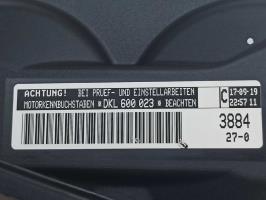 ACHTUNG! BEI PRUEF- UND EINSTELLARBEITEN
MOTORKENNBUCHSTABEN *DKL 600 023* BEACHTEN
C 17-09-19
22:57 11
3884
27-0